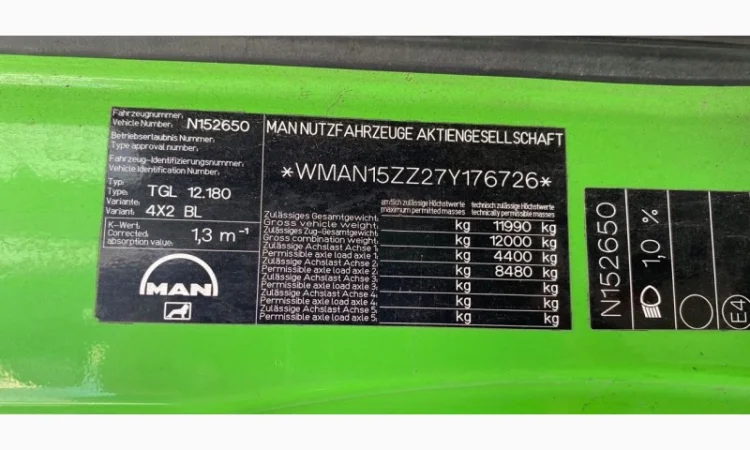 Fahrzeugnummer:
Vehicle Number: N152650
Betriebserlaubnis Nummer:
Type approval number:
Fahrzeug-Identifizierungsnummer:
Vehicle Identification Number:
Typ:
Type: TGL 12.180
Variante:
Variant: 4X2 BL
K-Wert:
Corrected
absorption value: 1,3 m⁻¹
MAN
MAN NUTZFAHRZEUGE AKTIENGESELLSCHAFT
*WMAN15ZZ27Y176726*
amtlich zulässige Höchstwerte technisch zulässige Höchstwerte
maximum permitted masses technically permissible masses
Zulässiges Gesamtgewicht:
Gross vehicle weight: kg 11990 kg
Zulässiges Zug-Gesamtgewicht:
Gross combination weight: kg 12000 kg
Zulässige Achslast Achse 1:
Permissible axle load axle 1: kg 4400 kg
Zulässige Achslast Achse 2:
Permissible axle load axle 2: kg 8480 kg
Zulässige Achslast Achse 3:
Permissible axle load axle 3: kg kg
Zulässige Achslast Achse 4:
Permissible axle load axle 4: kg kg
Zulässige Achslast Achse 5:
Permissible axle load axle 5: kg kg
N152650
1,0 %
E4